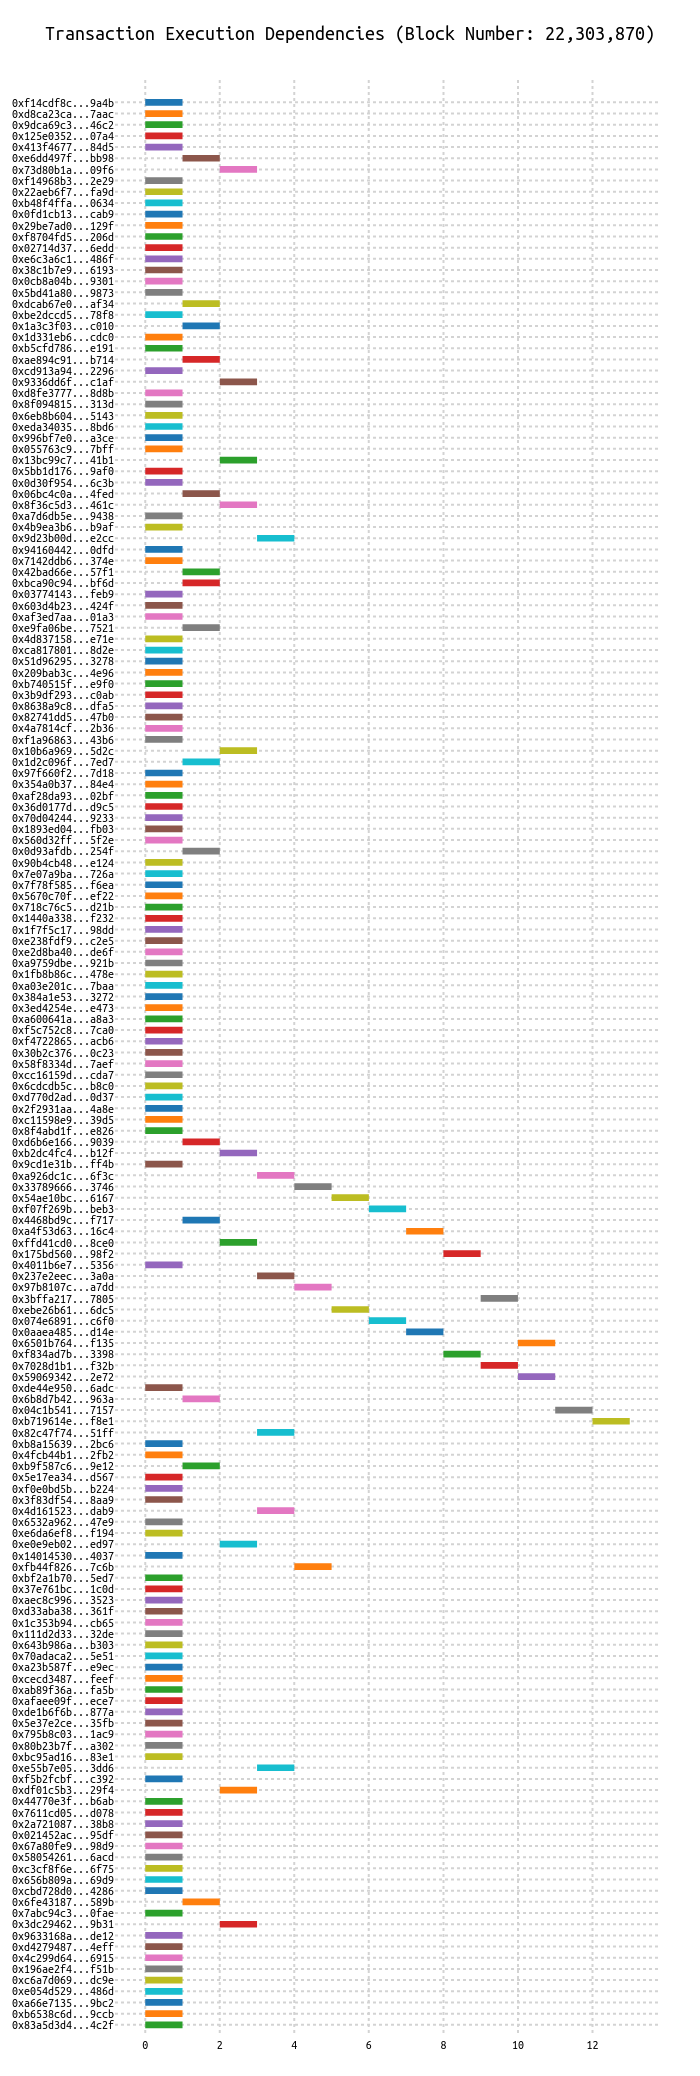 Transaction Execution Dependencies (Block Number: 22,303,870)
0xf14cdf8c...9a4b
0xd8ca23ca...7aac
0x9dca69c3...46c2
0x125e0352...07a4
0x413f4677...84d5
0xe6dd497f...bb98
0x73d80b1a...09f6
0xf14968b3...2e29
0x22aeb6f7...fa9d
0xb48f4ffa...0634
0x0fd1cb13...cab9
0x29be7ad0...129f
0xf8704fd5...206d
0x02714d37...6edd
0xe6c3a6c1...486f
0x38c1b7e9...6193
0x0cb8a04b...9301
0x5bd41a80...9873
0xdcab67e0...af34
0xbe2dccd5...78f8
0x1a3c3f03...c010
0x1d331eb6...cdc0
0xb5cfd786...e191
0xae894c91...b714
0xcd913a94...2296
0x9336dd6f...c1af
0xd8fe3777...8d8b
0x8f094815...313d
0x6eb8b604...5143
0xeda34035...8bd6
0x996bf7e0...a3ce
0x055763c9...7bff
0x13bc99c7...41b1
0x5bb1d176...9af0
0x0d30f954...6c3b
0x06bc4c0a...4fed
0x8f36c5d3...461c
0xa7d6db5e...9438
0x4b9ea3b6...b9af
0x9d23b00d...e2cc
0x94160442...0dfd
0x7142ddb6...374e
0x42bad66e...57f1
0xbca90c94...bf6d
0x03774143...feb9
0x603d4b23...424f
0xaf3ed7aa...01a3
0xe9fa06be...7521
0x4d837158...e71e
0xca817801...8d2e
0x51d96295...3278
0x209bab3c...4e96
0xb740515f...e9f0
0x3b9df293...c0ab
0x8638a9c8...dfa5
0x82741dd5...47b0
0x4a7814cf...2b36
0xf1a96863...43b6
0x10b6a969...5d2c
0x1d2c096f...7ed7
0x97f660f2...7d18
0x354a0b37...84e4
0xaf28da93...02bf
0x36d0177d...d9c5
0x70d04244...9233
0x1893ed04...fb03
0x560d32ff...5f2e
0x0d93afdb...254f
0x90b4cb48...e124
0x7e07a9ba...726a
0x7f78f585...f6ea
0x5670c70f...ef22
0x718c76c5...d21b
0x1440a338...f232
0x1f7f5c17...98dd
0xe238fdf9...c2e5
0xe2d8ba40...de6f
0xa9759dbe...921b
0x1fb8b86c...478e
0xa03e201c...7baa
0x384a1e53...3272
0x3ed4254e...e473
0xa600641a...a8a3
0xf5c752c8...7ca0
0xf4722865...acb6
0x30b2c376...0c23
0x58f8334d...7aef
0xcc16159d...cda7
0x6cdcdb5c...b8c0
0xd770d2ad...0d37
0x2f2931aa...4a8e
0xc11598e9...39d5
0x8f4abd1f...e826
0xd6b6e166...9039
0xb2dc4fc4...b12f
0x9cd1e31b...ff4b
0xa926dc1c...6f3c
0x33789666...3746
0x54ae10bc...6167
0xf07f269b...beb3
0x4468bd9c...f717
0xa4f53d63...16c4
0xffd41cd0...8ce0
0x175bd560...98f2
0x4011b6e7...5356
0x237e2eec...3a0a
0x97b8107c...a7dd
0x3bffa217...7805
0xebe26b61...6dc5
0x074e6891...c6f0
0x0aaea485...d14e
0x6501b764...f135
0xf834ad7b...3398
0x7028d1b1...f32b
0x59069342...2e72
0xde44e950...6adc
0x6b8d7b42...963a
0x04c1b541...7157
0xb719614e...f8e1
0x82c47f74...51ff
0xb8a15639...2bc6
0x4fcb44b1...2fb2
0xb9f587c6...9e12
0x5e17ea34...d567
0xf0e0bd5b...b224
0x3f83df54...8aa9
0x4d161523...dab9
0x6532a962...47e9
0xe6da6ef8...f194
0xe0e9eb02...ed97
0x14014530...4037
0xfb44f826...7c6b
0xbf2a1b70...5ed7
0x37e761bc...1c0d
0xaec8c996...3523
0xd33aba38...361f
0x1c353b94...cb65
0x111d2d33...32de
0x643b986a...b303
0x70adaca2...5e51
0xa23b587f...e9ec
0xcecd3487...feef
0xab89f36a...fa5b
0xafaee09f...ece7
0xde1b6f6b...877a
0x5e37e2ce...35fb
0x795b8c03...1ac9
0x80b23b7f...a302
0xbc95ad16...83e1
0xe55b7e05...3dd6
0xf5b2fcbf...c392
0xdf01c5b3...29f4
0x44770e3f...b6ab
0x7611cd05...d078
0x2a721087...38b8
0x021452ac...95df
0x67a80fe9...98d9
0x58054261...6acd
0xc3cf8f6e...6f75
0x656b809a...69d9
0xcbd728d0...4286
0x6fe43187...589b
0x7abc94c3...0fae
0x3dc29462...9b31
0x9633168a...de12
0xd4279487...4eff
0x4c299d64...6915
0x196ae2f4...f51b
0xc6a7d069...dc9e
0xe054d529...486d
0xa66e7135...9bc2
0xb6538c6d...9ccb
0x83a5d3d4...4c2f
0 2 4 6 8 10 12